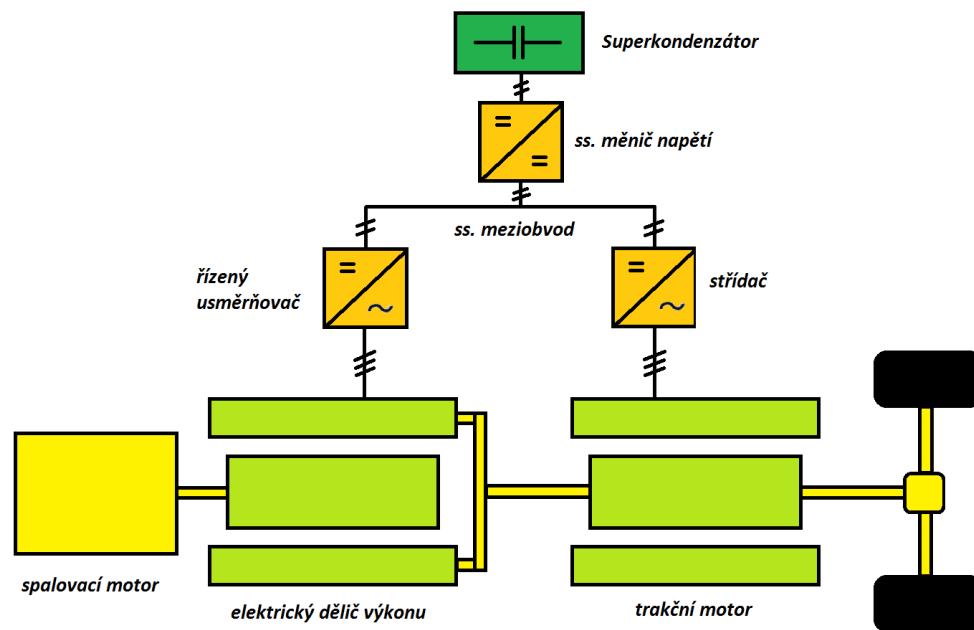 Superkondenzátor
ss. měnič napětí
ss. meziobvod
řízený
usměrňovač
střídač
spalovací motor
elektrický dělič výkonu
trakční motor